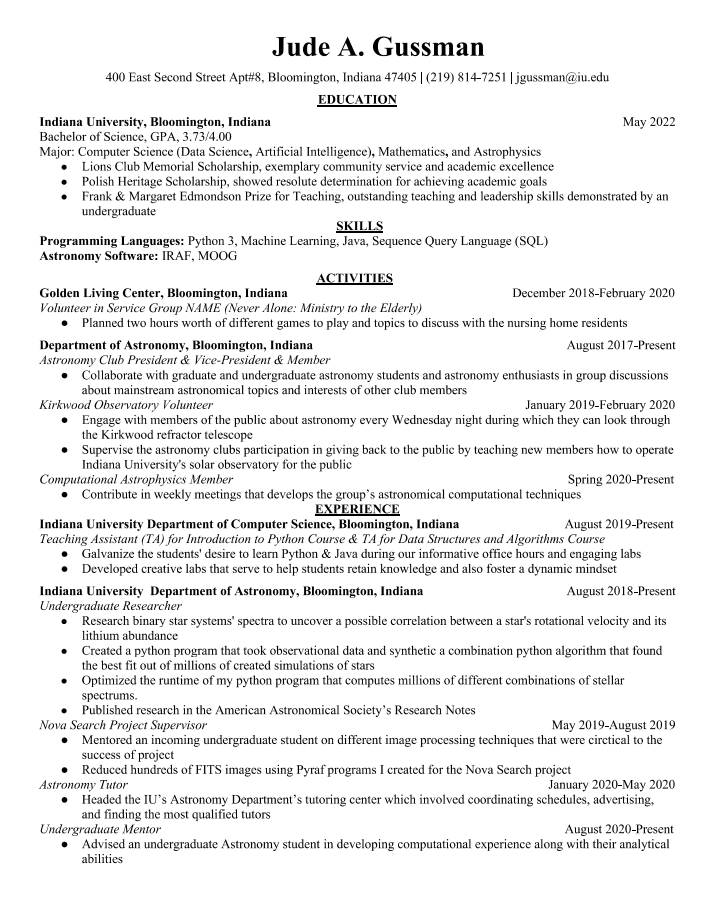 Jude A. Gussman
400 East Second Street Apt#8, Bloomington, Indiana 47405 | (219) 814-7251 | jgussman@iu.edu
EDUCATION
Indiana University, Bloomington, Indiana May 2022
Bachelor of Science, GPA, 3.73/4.00
Major: Computer Science (Data Science, Artificial Intelligence), Mathematics, and Astrophysics
● Lions Club Memorial Scholarship, exemplary community service and academic excellence
● Polish Heritage Scholarship, showed resolute determination for achieving academic goals
● Frank & Margaret Edmondson Prize for Teaching, outstanding teaching and leadership skills demonstrated by an
undergraduate
SKILLS
Programming Languages: Python 3, Machine Learning, Java, Sequence Query Language (SQL)
Astronomy Software: IRAF, MOOG
ACTIVITIES
Golden Living Center, Bloomington, Indiana December 2018-February 2020
Volunteer in Service Group NAME (Never Alone: Ministry to the Elderly)
● Planned two hours worth of different games to play and topics to discuss with the nursing home residents
Department of Astronomy, Bloomington, Indiana August 2017-Present
Astronomy Club President & Vice-President & Member
● Collaborate with graduate and undergraduate astronomy students and astronomy enthusiasts in group discussions
about mainstream astronomical topics and interests of other club members
Kirkwood Observatory Volunteer January 2019-February 2020
● Engage with members of the public about astronomy every Wednesday night during which they can look through
the Kirkwood refractor telescope
● Supervise the astronomy clubs participation in giving back to the public by teaching new members how to operate
Indiana University's solar observatory for the public
Computational Astrophysics Member Spring 2020-Present
● Contribute in weekly meetings that develops the group's astronomical computational techniques
EXPERIENCE
Indiana University Department of Computer Science, Bloomington, Indiana August 2019-Present
Teaching Assistant (TA) for Introduction to Python Course & TA for Data Structures and Algorithms Course
● Galvanize the students' desire to learn Python & Java during our informative office hours and engaging labs
● Developed creative labs that serve to help students retain knowledge and also foster a dynamic mindset
Indiana University Department of Astronomy, Bloomington, Indiana August 2018-Present
Undergraduate Researcher
● Research binary star systems' spectra to uncover a possible correlation between a star's rotational velocity and its
lithium abundance
● Created a python program that took observational data and synthetic a combination python algorithm that found
the best fit out of millions of created simulations of stars
● Optimized the runtime of my python program that computes millions of different combinations of stellar
spectrums.
● Published research in the American Astronomical Society's Research Notes
Nova Search Project Supervisor May 2019-August 2019
● Mentored an incoming undergraduate student on different image processing techniques that were circtical to the
success of project
● Reduced hundreds of FITS images using Pyraf programs I created for the Nova Search project
Astronomy Tutor January 2020-May 2020
● Headed the IU's Astronomy Department's tutoring center which involved coordinating schedules, advertising,
and finding the most qualified tutors
Undergraduate Mentor August 2020-Present
● Advised an undergraduate Astronomy student in developing computational experience along with their analytical
abilities